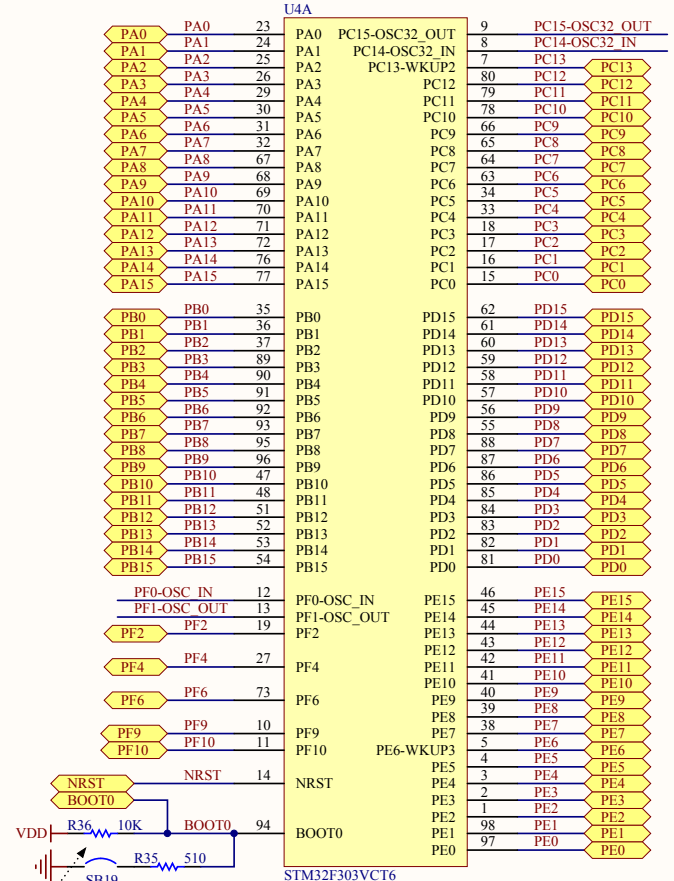 U4A
PA0 PA0 23 PA0 PC15-OSC32_OUT 9 PC15-OSC32_OUT
PA1 PA1 24 PA1 PC14-OSC32_IN 8 PC14-OSC32_IN
PA2 PA2 25 PA2 PC13-WKUP2 7 PC13 PC13
PA3 PA3 26 PA3 PC12 80 PC12 PC12
PA4 PA4 29 PA4 PC11 79 PC11 PC11
PA5 PA5 30 PA5 PC10 78 PC10 PC10
PA6 PA6 31 PA6 PC9 66 PC9 PC9
PA7 PA7 32 PA7 PC8 65 PC8 PC8
PA8 PA8 67 PA8 PC7 64 PC7 PC7
PA9 PA9 68 PA9 PC6 63 PC6 PC6
PA10 PA10 69 PA10 PC5 34 PC5 PC5
PA11 PA11 70 PA11 PC4 33 PC4 PC4
PA12 PA12 71 PA12 PC3 18 PC3 PC3
PA13 PA13 72 PA13 PC2 17 PC2 PC2
PA14 PA14 76 PA14 PC1 16 PC1 PC1
PA15 PA15 77 PA15 PC0 15 PC0 PC0
PB0 PB0 35 PB0 PD15 62 PD15 PD15
PB1 PB1 36 PB1 PD14 61 PD14 PD14
PB2 PB2 37 PB2 PD13 60 PD13 PD13
PB3 PB3 89 PB3 PD12 59 PD12 PD12
PB4 PB4 90 PB4 PD11 58 PD11 PD11
PB5 PB5 91 PB5 PD10 57 PD10 PD10
PB6 PB6 92 PB6 PD9 56 PD9 PD9
PB7 PB7 93 PB7 PD8 55 PD8 PD8
PB8 PB8 95 PB8 PD7 88 PD7 PD7
PB9 PB9 96 PB9 PD6 87 PD6 PD6
PB10 PB10 47 PB10 PD5 86 PD5 PD5
PB11 PB11 48 PB11 PD4 85 PD4 PD4
PB12 PB12 51 PB12 PD3 84 PD3 PD3
PB13 PB13 52 PB13 PD2 83 PD2 PD2
PB14 PB14 53 PB14 PD1 82 PD1 PD1
PB15 PB15 54 PB15 PD0 81 PD0 PD0
PF0-OSC_IN 12 PF0-OSC_IN PE15 46 PE15 PE15
PF1-OSC_OUT 13 PF1-OSC_OUT PE14 45 PE14 PE14
PF2 PF2 19 PF2 PE13 44 PE13 PE13
PE12 43 PE12 PE12
PF4 PF4 27 PF4 PE11 42 PE11 PE11
PE10 41 PE10 PE10
PF6 PF6 73 PF6 PE9 40 PE9 PE9
PE8 39 PE8 PE8
PF9 PF9 10 PF9 PE7 38 PE7 PE7
PF10 PF10 11 PF10 PE6-WKUP3 5 PE6 PE6
PE5 4 PE5 PE5
NRST NRST 14 NRST PE4 3 PE4 PE4
BOOT0 PE3 2 PE3 PE3
PE2 1 PE2 PE2
VDD R36 10K BOOT0 94 BOOT0 PE1 98 PE1 PE1
PE0 97 PE0 PE0
R35 510
SB19
STM32F303VCT6